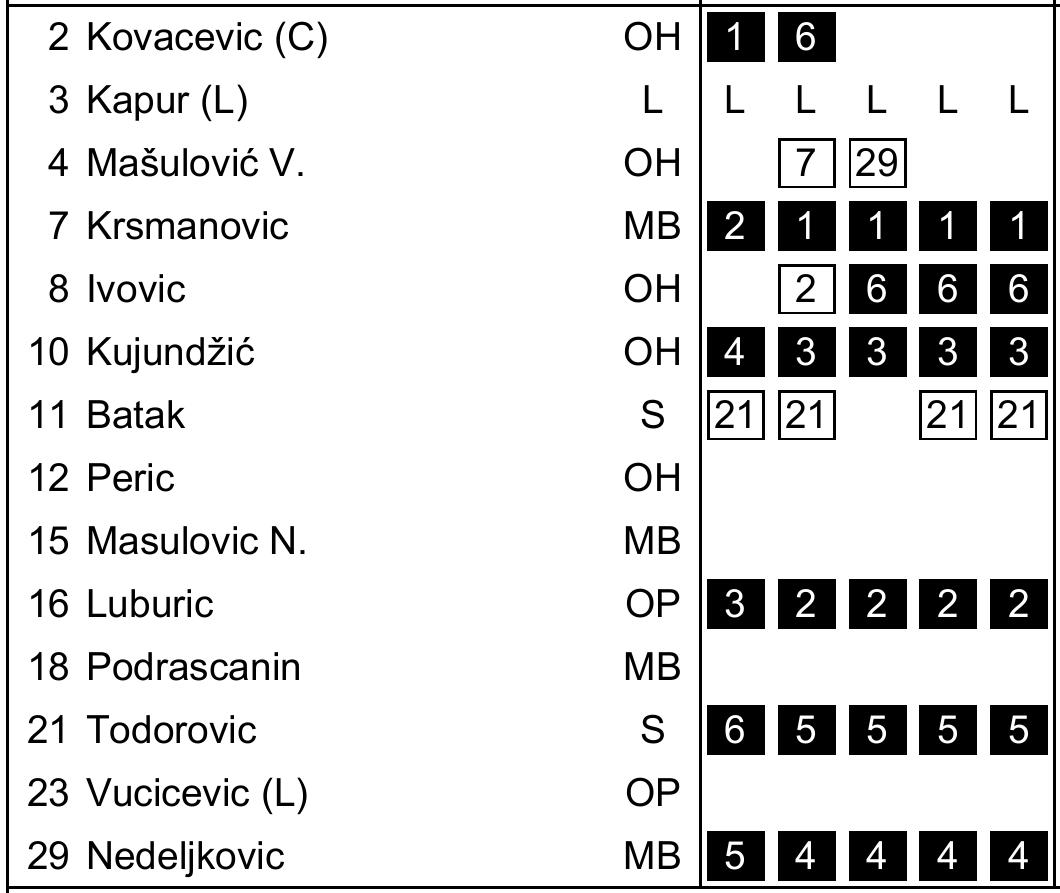 2 Kovacevic (C) OH 1 6
3 Kapur (L) L L L L L L
4 Mašulović V. OH 7 29
7 Krsmanovic MB 2 1 1 1 1
8 Ivovic OH 2 6 6 6
10 Kujundžić OH 4 3 3 3 3
11 Batak S 21 21 21 21
12 Peric OH
15 Masulovic N. MB
16 Luburic OP 3 2 2 2 2
18 Podrascanin MB
21 Todorovic S 6 5 5 5 5
23 Vucicevic (L) OP
29 Nedeljkovic MB 5 4 4 4 4